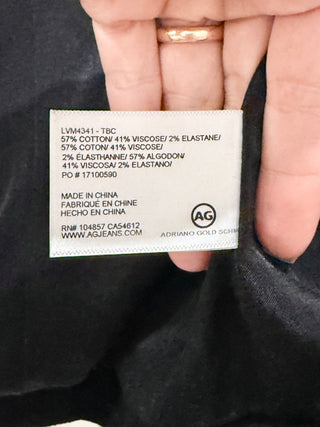 LVM4341 - TBC
57% COTTON/ 41% VISCOSE/ 2% ELASTANE/
57% COTON/ 41% VISCOSE/
2% ÉLASTHANNE/ 57% ALGODON/
41% VISCOSA/ 2% ELASTANO/
PO # 17100590
MADE IN CHINA
FABRIQUÉ EN CHINE
HECHO EN CHINA
AG
RN# 104857 CA54612
WWW.AGJEANS.COM
ADRIANO GOLD